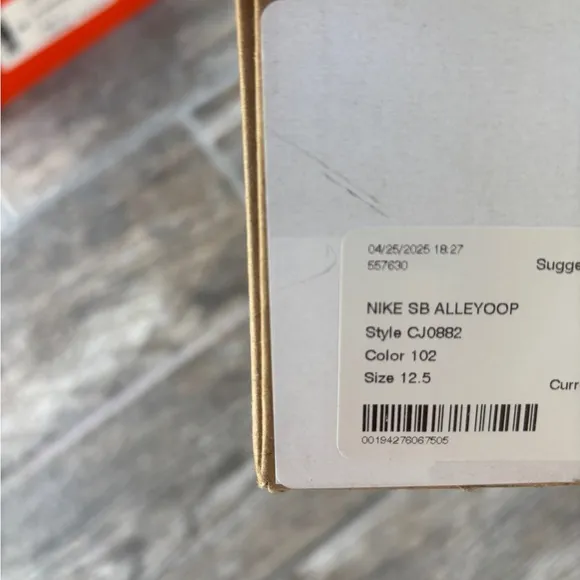 04/25/2025 18:27
557630
Sugge
NIKE SB ALLEYOOP
Style CJ0882
Color 102
Size 12.5
Curr
00194276067505